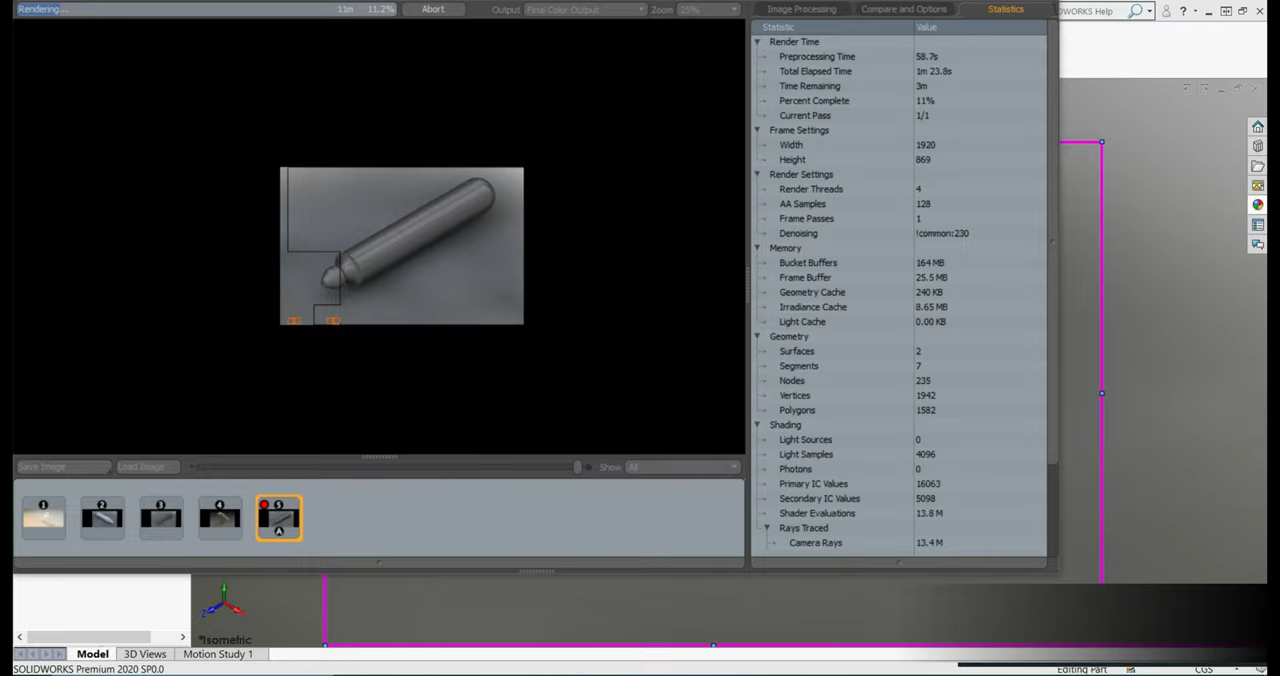 Rendering... 11m 11.2% Abort Output Final Color Output Zoom 25% Image Processing Compare and Options Statistics DWORKS Help ?
Statistic Value
Render Time
Preprocessing Time 58.7s
Total Elapsed Time 1m 23.8s
Time Remaining 3m
Percent Complete 11%
Current Pass 1/1
Frame Settings
Width 1920
Height 869
Render Settings
Render Threads 4
AA Samples 128
Frame Passes 1
Denoising !common:230
Memory
Bucket Buffers 164 MB
Frame Buffer 25.5 MB
Geometry Cache 240 KB
Irradiance Cache 8.65 MB
Light Cache 0.00 KB
Geometry
Surfaces 2
Segments 7
Nodes 235
Vertices 1942
Polygons 1582
Shading
Light Sources 0
Light Samples 4096
Photons 0
Primary IC Values 16063
Secondary IC Values 5098
Shader Evaluations 13.8 M
Rays Traced
Camera Rays 13.4 M
Save Image Load Image Show All
1 2 3 4 5
A
Z
*Isometric
Model 3D Views Motion Study 1
SOLIDWORKS Premium 2020 SP0.0 Editing Part CGS